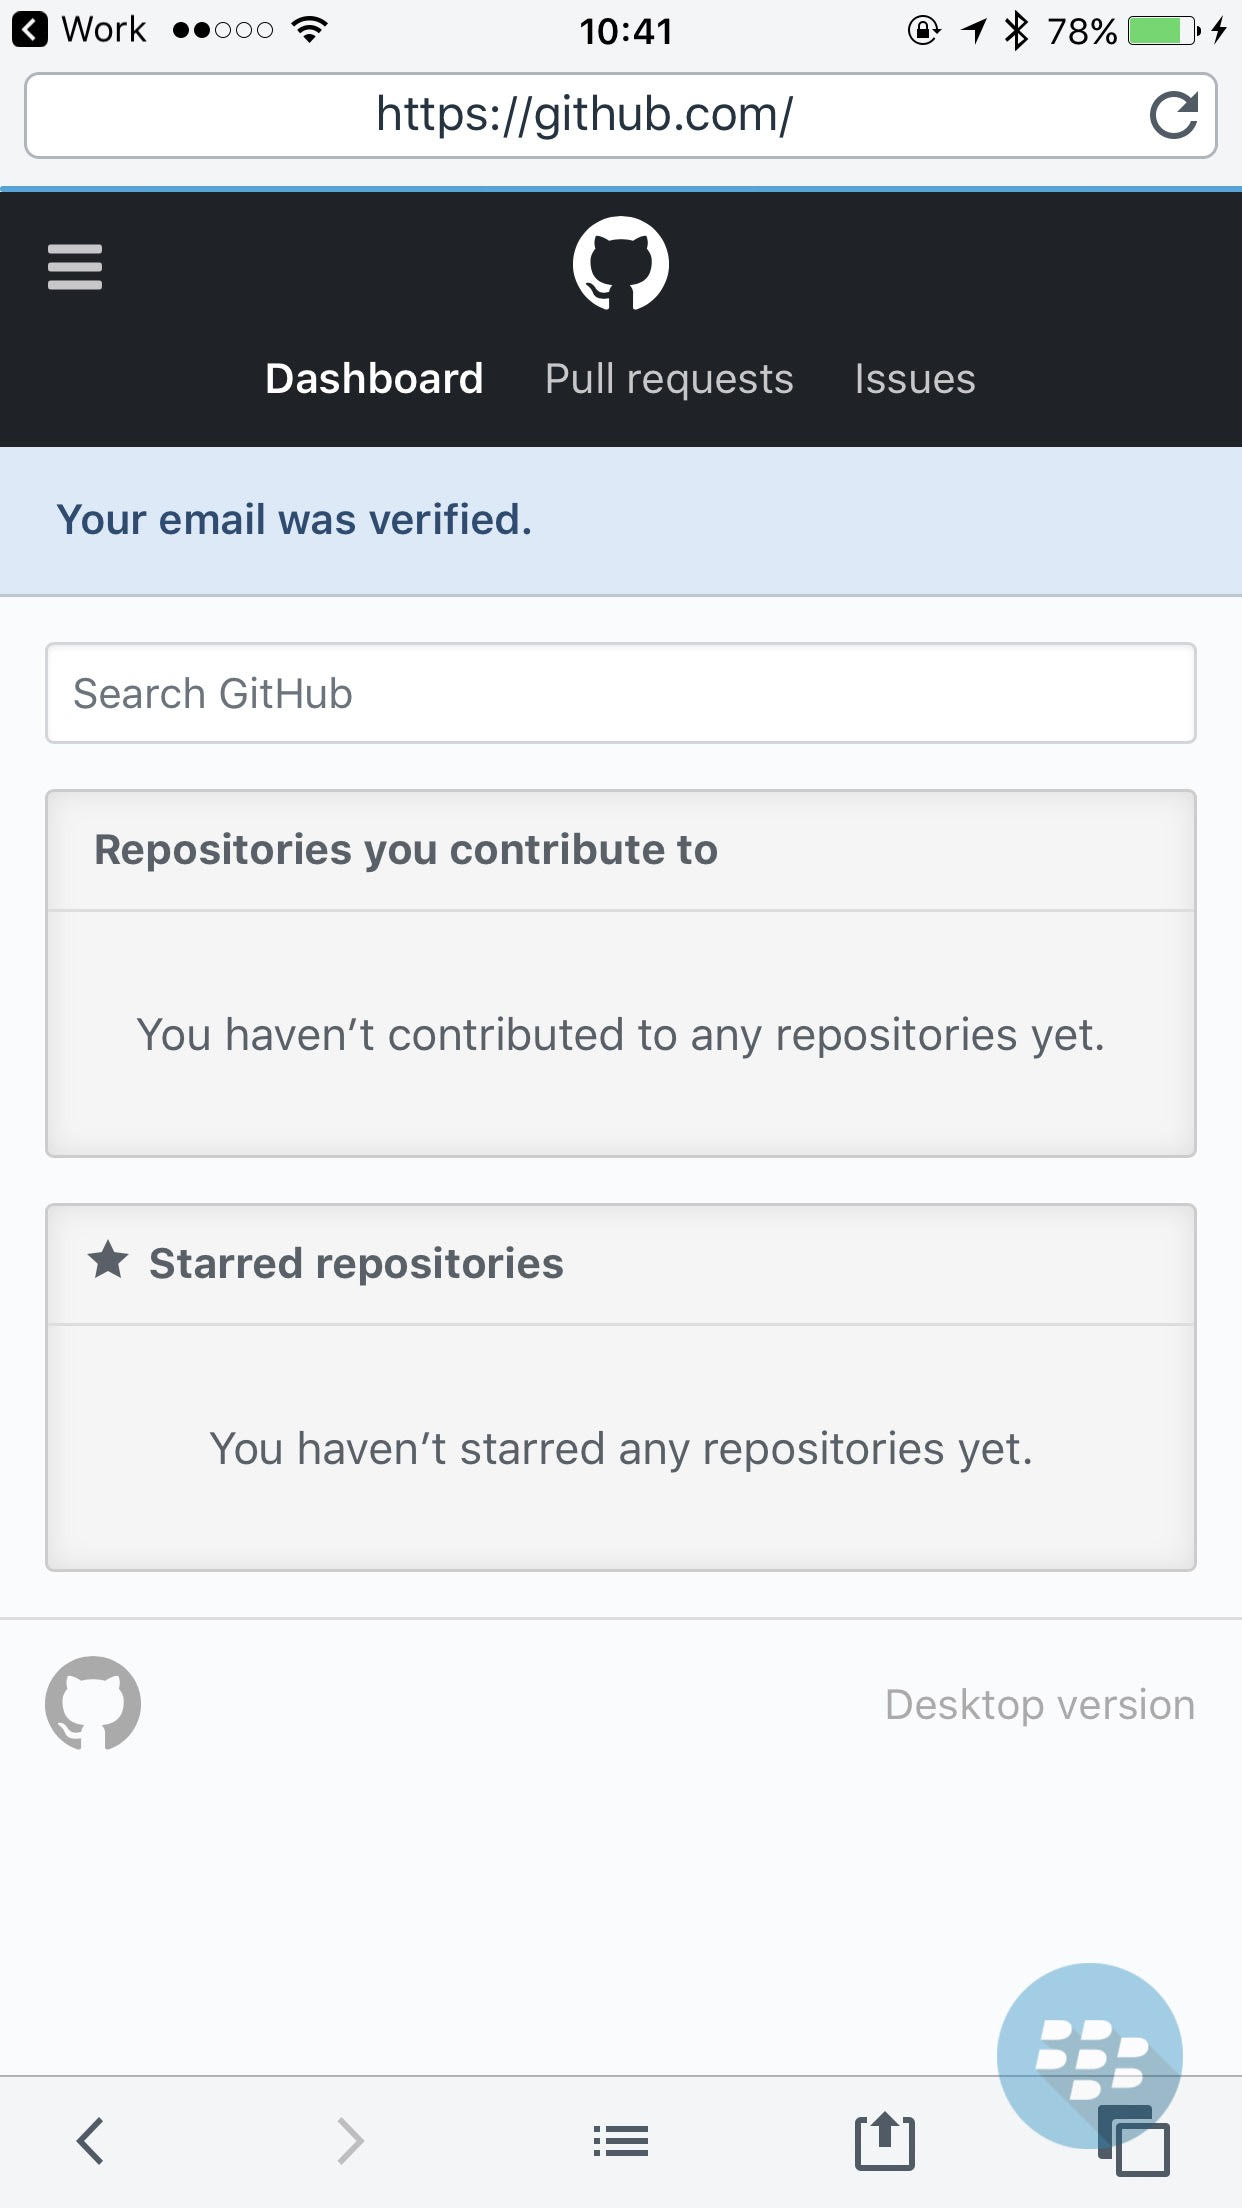 Work 10:41 78%
https://github.com/
Dashboard Pull requests Issues
Your email was verified.
Search GitHub
Repositories you contribute to
You haven’t contributed to any repositories yet.
Starred repositories
You haven’t starred any repositories yet.
Desktop version